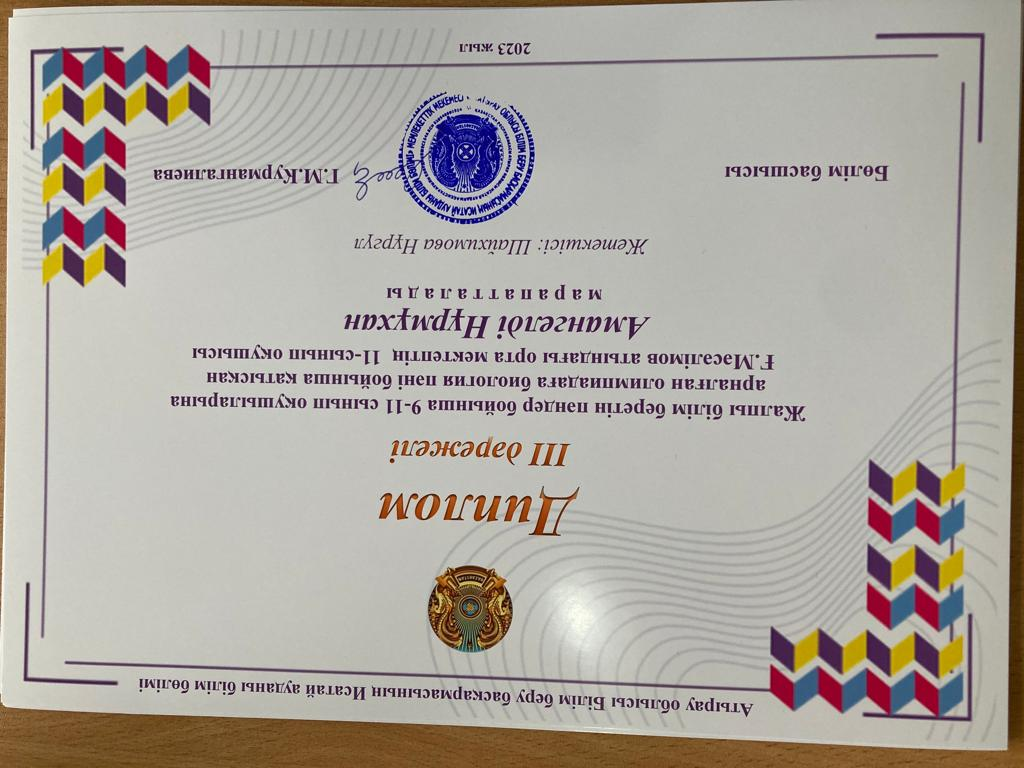 Атырау облысы Білім беру басқармасының Исатай ауданы білім бөлімі
Диплом
III дәрежелі
Жалпы білім беретін пәндер бойынша 9-11 сынып оқушыларына
арналған олимпиадаға биология пәні бойынша қатысқан
Ғ.Мәсәлімов атындағы орта мектептің 11-сынып оқушысы
Амангелді Нұрмұхан
марапатталады
Жетекшісі: Шайхимова Нұргүл
Бөлім басшысы
Г.М.Курмангалиева
2023 жыл